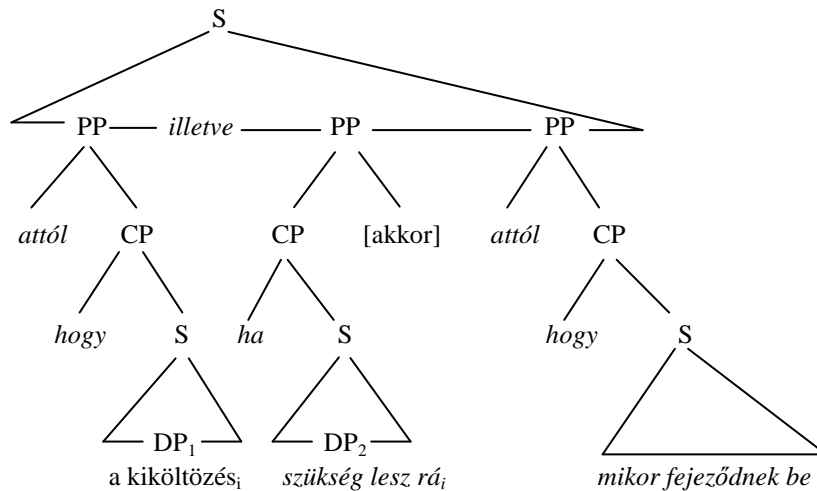 S
PP illetve PP PP
attól CP CP [akkor] attól CP
hogy S ha S hogy S
DP₁ DP₂
a kiköltözésᵢ szükség lesz ráᵢ mikor fejeződnek be